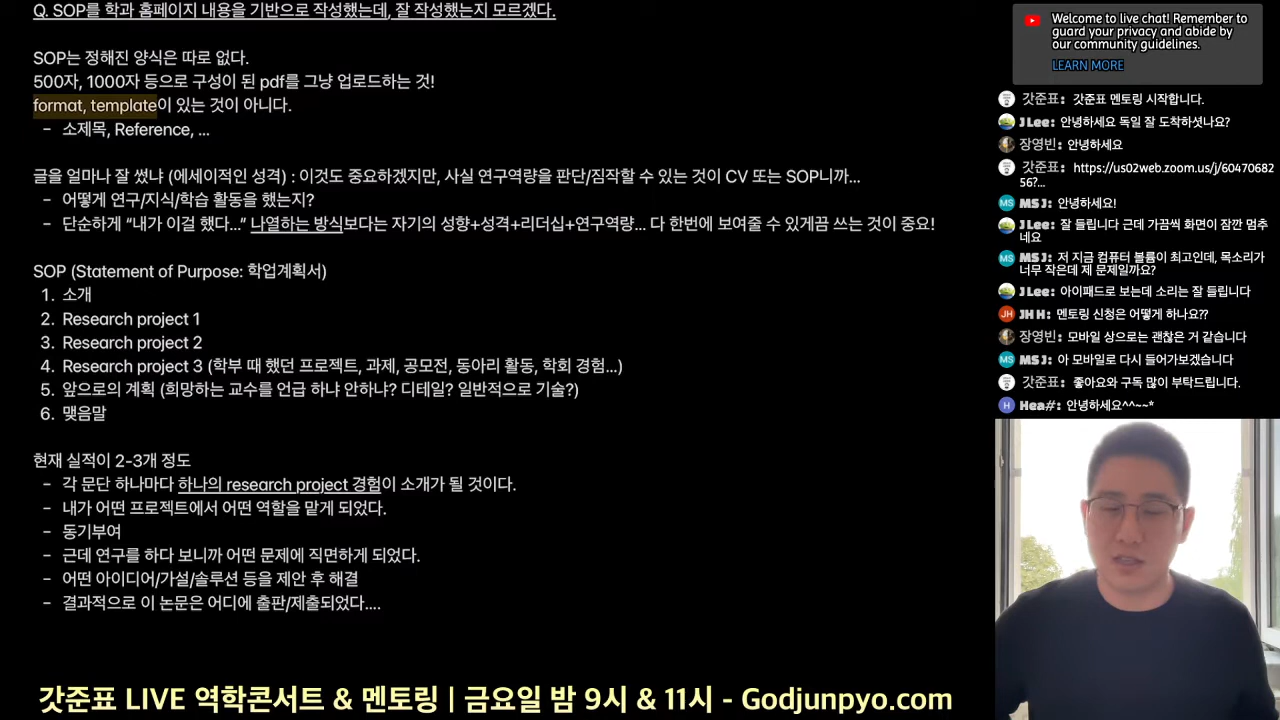 Q. SOP를 학과 홈페이지 내용을 기반으로 작성했는데, 잘 작성했는지 모르겠다.
SOP는 정해진 양식은 따로 없다.
500자, 1000자 등으로 구성이 된 pdf를 그냥 업로드하는 것!
format, template이 있는 것이 아니다.
- 소제목, Reference, ...
글을 얼마나 잘 썼냐 (에세이적인 성격) : 이것도 중요하겠지만, 사실 연구역량을 판단/짐작할 수 있는 것이 CV 또는 SOP니까...
- 어떻게 연구/지식/학습 활동을 했는지?
- 단순하게 “내가 이걸 했다...“ 나열하는 방식보다는 자기의 성향+성격+리더십+연구역량... 다 한번에 보여줄 수 있게끔 쓰는 것이 중요!
SOP (Statement of Purpose: 학업계획서)
1. 소개
2. Research project 1
3. Research project 2
4. Research project 3 (학부 때 했던 프로젝트, 과제, 공모전, 동아리 활동, 학회 경험...)
5. 앞으로의 계획 (희망하는 교수를 언급 하냐 안하냐? 디테일? 일반적으로 기술?)
6. 맺음말
현재 실적이 2-3개 정도
- 각 문단 하나마다 하나의 research project 경험이 소개가 될 것이다.
- 내가 어떤 프로젝트에서 어떤 역할을 맡게 되었다.
- 동기부여
- 근데 연구를 하다 보니까 어떤 문제에 직면하게 되었다.
- 어떤 아이디어/가설/솔루션 등을 제안 후 해결
- 결과적으로 이 논문은 어디에 출판/제출되었다....
Welcome to live chat! Remember to
guard your privacy and abide by
our community guidelines.
LEARN MORE
갓준표: 갓준표 멘토링 시작합니다.
J Lee: 안녕하세요 독일 잘 도착하셧나요?
장영빈: 안녕하세요
갓준표: https://us02web.zoom.us/j/60470682
56?...
MS J: 안녕하세요!
J Lee: 잘 들립니다 근데 가끔씩 화면이 잠깐 멈추
네요
MS J: 저 지금 컴퓨터 볼륨이 최고인데, 목소리가
너무 작은데 제 문제일까요?
J Lee: 아이패드로 보는데 소리는 잘 들립니다
JH H: 멘토링 신청은 어떻게 하나요??
장영빈: 모바일 상으로는 괜찮은 거 같습니다
MS J: 아 모바일로 다시 들어가보겠습니다
갓준표: 좋아요와 구독 많이 부탁드립니다.
Hea#: 안녕하세요^^~~*
갓준표 LIVE 역학콘서트 & 멘토링 | 금요일 밤 9시 & 11시 - Godjunpyo.com